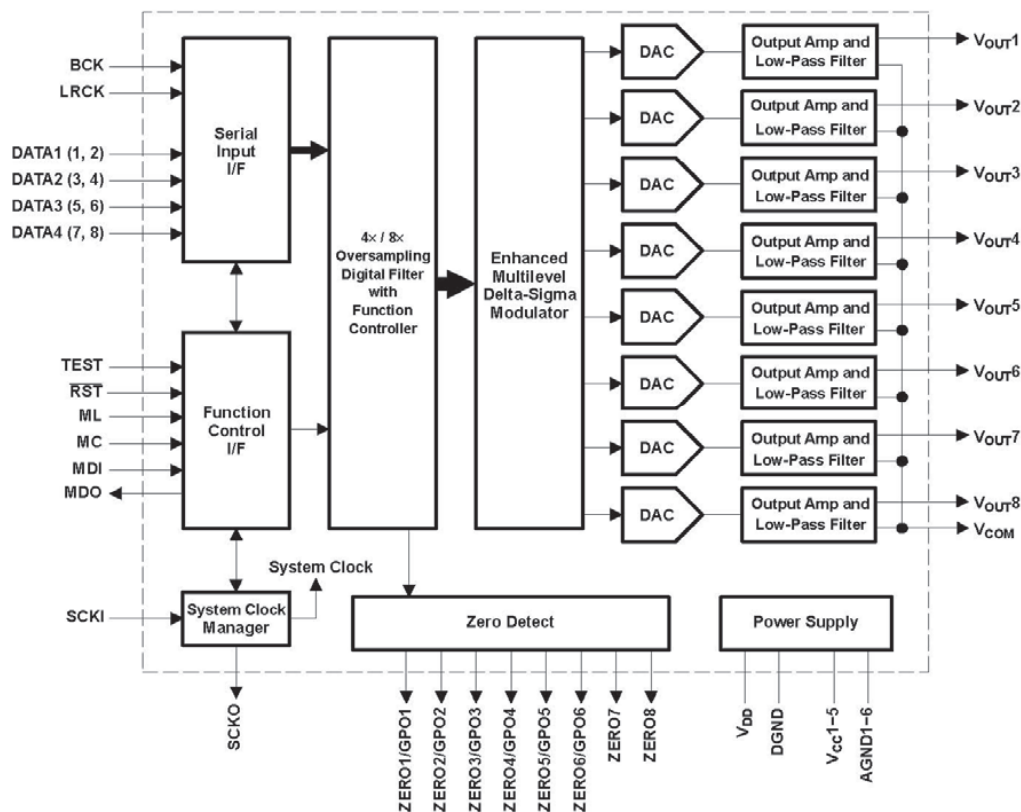 BCK
LRCK
DATA1 (1, 2)
DATA2 (3, 4)
DATA3 (5, 6)
DATA4 (7, 8)
Serial
Input
I/F
TEST
RST
ML
MC
MDI
MDO
Function
Control
I/F
SCKI
System Clock
Manager
System Clock
SCKO
4× / 8×
Oversampling
Digital Filter
with
Function
Controller
Enhanced
Multilevel
Delta-Sigma
Modulator
DAC
Output Amp and
Low-Pass Filter
VOUT1
DAC
Output Amp and
Low-Pass Filter
VOUT2
DAC
Output Amp and
Low-Pass Filter
VOUT3
DAC
Output Amp and
Low-Pass Filter
VOUT4
DAC
Output Amp and
Low-Pass Filter
VOUT5
DAC
Output Amp and
Low-Pass Filter
VOUT6
DAC
Output Amp and
Low-Pass Filter
VOUT7
DAC
Output Amp and
Low-Pass Filter
VOUT8
VCOM
Zero Detect
ZERO1/GPO1
ZERO2/GPO2
ZERO3/GPO3
ZERO4/GPO4
ZERO5/GPO5
ZERO6/GPO6
ZERO7
ZERO8
Power Supply
VDD
DGND
VCC1–5
AGND1–6